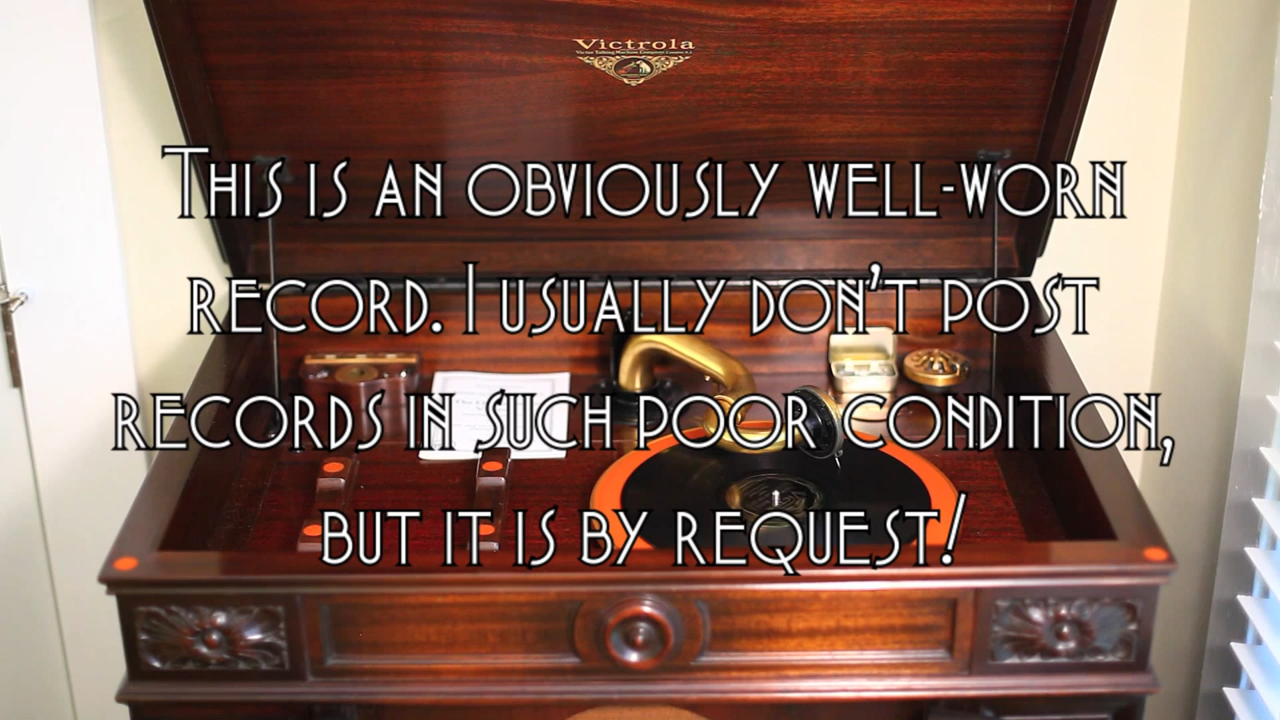 Victrola
This is an obviously well-worn
record. I usually don't post
records in such poor condition,
but it is by request!